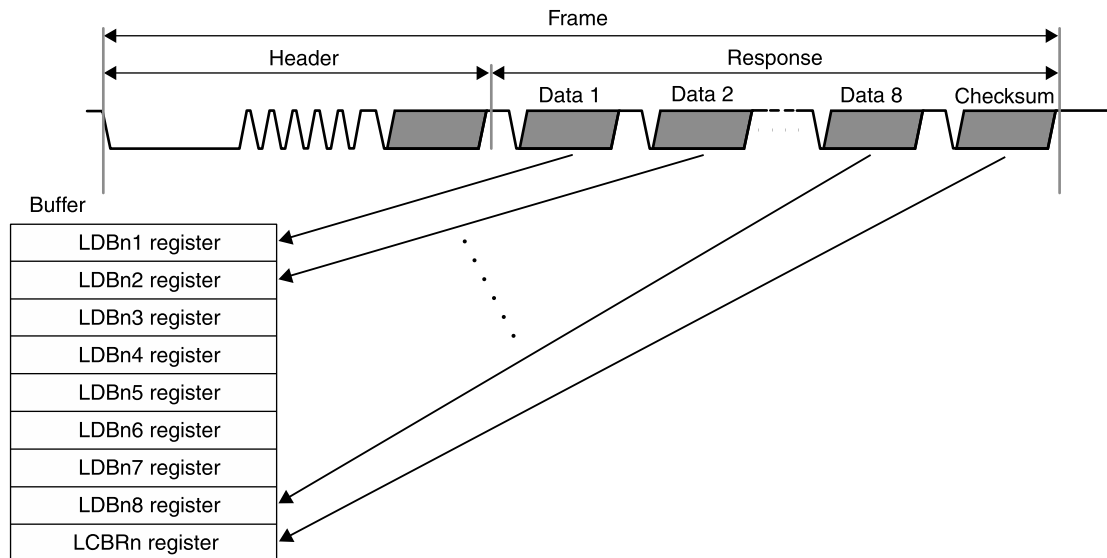 Frame
Header
Response
Data 1
Data 2
Data 8
Checksum
Buffer
LDBn1 register
LDBn2 register
LDBn3 register
LDBn4 register
LDBn5 register
LDBn6 register
LDBn7 register
LDBn8 register
LCBRn register